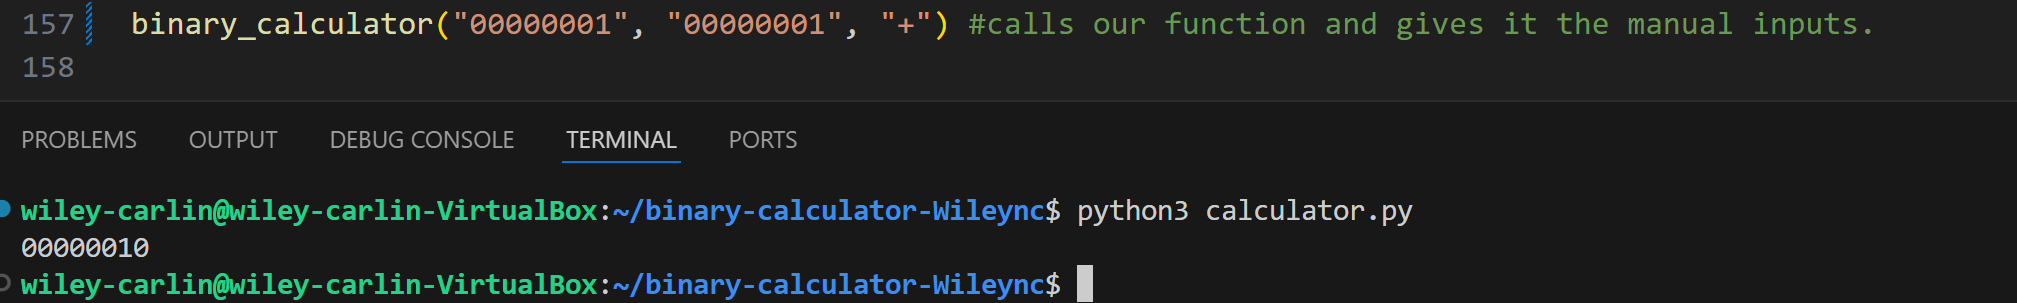 157 binary_calculator("00000001", "00000001", "+") #calls our function and gives it the manual inputs.
158
PROBLEMS OUTPUT DEBUG CONSOLE TERMINAL PORTS
wiley-carlin@wiley-carlin-VirtualBox:~/binary-calculator-Wileync$ python3 calculator.py
00000010
wiley-carlin@wiley-carlin-VirtualBox:~/binary-calculator-Wileync$